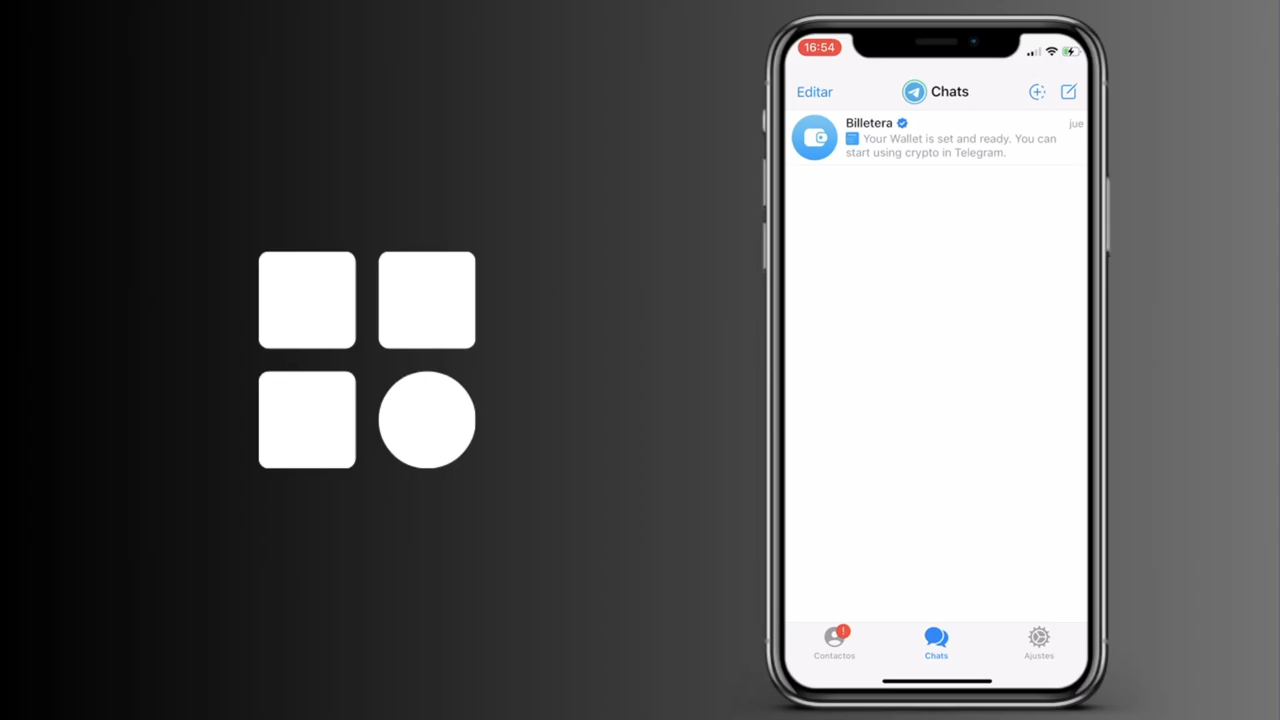 16:54
Editar
Chats
Billetera
jue
Your Wallet is set and ready. You can
start using crypto in Telegram.
Contactos
!
Chats
Ajustes